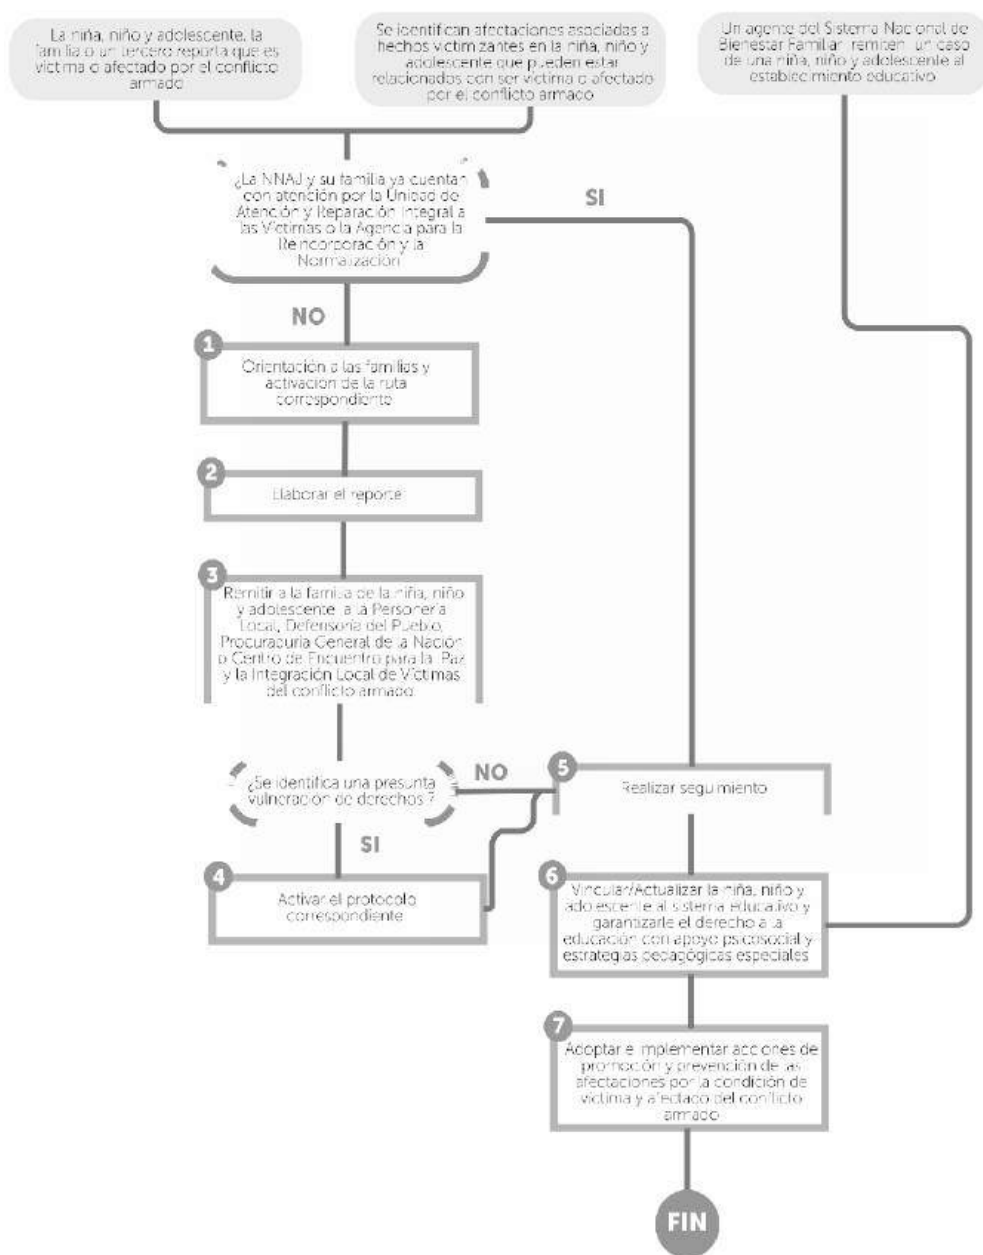 La niña, niño y adolescente, la
familia o un tercero reporta que es
víctima o afectado por el conflicto
armado
Se identifican afectaciones asociadas a
hechos victimizantes en la niña, niño y
adolescente que pueden estar
relacionados con ser víctima o afectado
por el conflicto armado
Un agente del Sistema Nacional de
Bienestar Familiar remiten un caso
de una niña, niño y adolescente al
establecimiento educativo
¿La NNAJ y su familia ya cuentan
con atención por la Unidad de
Atención y Reparación Integral a
las Víctimas o la Agencia para la
Reincorporación y la
Normalización
SI
NO
1
Orientación a las familias y
activación de la ruta
correspondiente
2
Elaborar el reporte
3
Remitir a la familia de la niña, niño
y adolescente a la Personería
Local, Defensoría del Pueblo,
Procuraduría General de la Nación
o Centro de Encuentro para la Paz
y la Integración Local de Víctimas
del conflicto armado
¿Se identifica una presunta
vulneración de derechos ?
NO
SI
4
Activar el protocolo
correspondiente
5
Realizar seguimiento
6
Vincular/Actualizar la niña, niño y
adolescente al sistema educativo y
garantizarle el derecho a la
educación con apoyo psicosocial y
estrategias pedagógicas especiales
7
Adoptar e implementar acciones de
promoción y prevención de las
afectaciones por la condición de
víctima y afectado del conflicto
armado
FIN